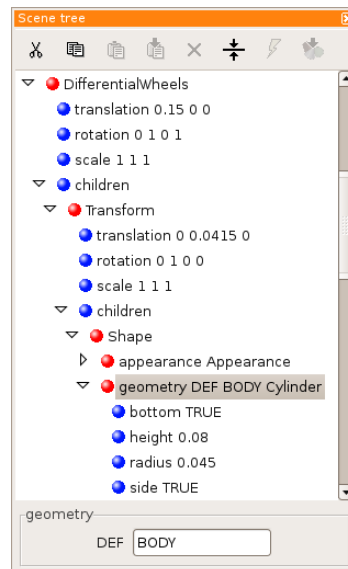 Scene tree
DifferentialWheels
translation 0.15 0 0
rotation 0 1 0 1
scale 1 1 1
children
Transform
translation 0 0.0415 0
rotation 0 1 0 0
scale 1 1 1
children
Shape
appearance Appearance
geometry DEF BODY Cylinder
bottom TRUE
height 0.08
radius 0.045
side TRUE
geometry
DEF BODY